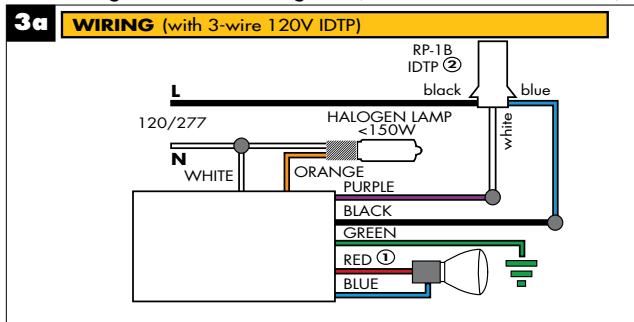 3a WIRING (with 3-wire 120V IDTP)
RP-1B
IDTP ②
black
blue
L
120/277
HALOGEN LAMP
<150W
white
N
WHITE
ORANGE
PURPLE
BLACK
GREEN
RED ①
BLUE